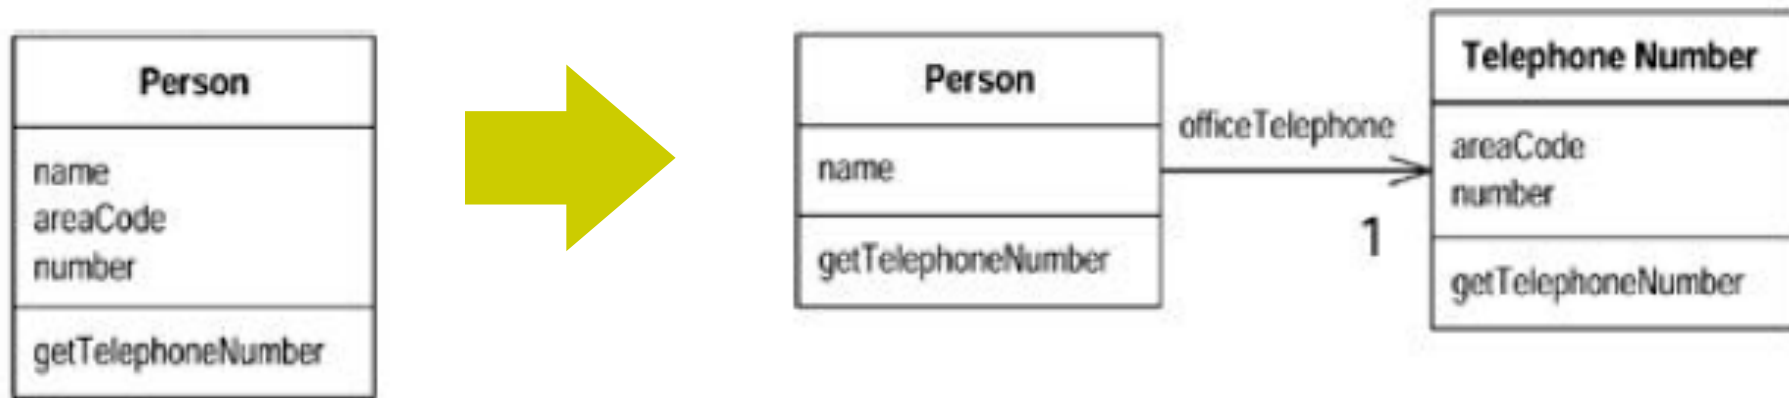 Person
name
areaCode
number
getTelephoneNumber
Person
name
getTelephoneNumber
officeTelephone
1
Telephone Number
areaCode
number
getTelephoneNumber